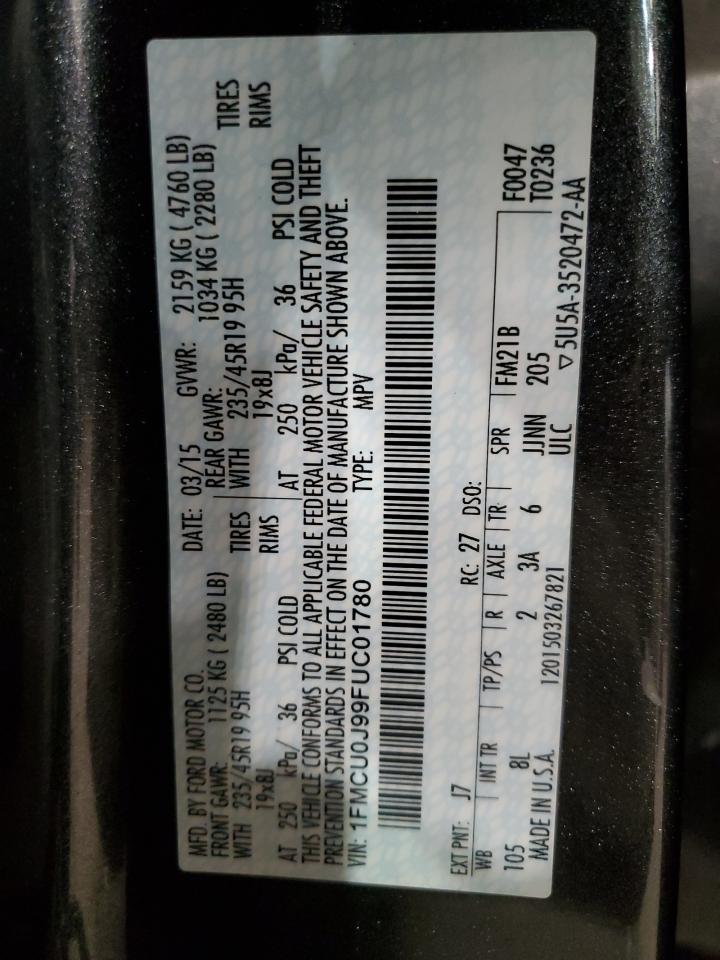 MFD. BY FORD MOTOR CO. DATE: 03/15 GVWR: 2159 KG ( 4760 LB)
FRONT GAWR: 1125 KG ( 2480 LB) REAR GAWR: 1034 KG ( 2280 LB)
WITH 235/45R19 95H TIRES WITH 235/45R19 95H TIRES
19x8J RIMS 19x8J RIMS
AT 250 kPa/ 36 PSI COLD AT 250 kPa/ 36 PSI COLD
THIS VEHICLE CONFORMS TO ALL APPLICABLE FEDERAL MOTOR VEHICLE SAFETY AND THEFT
PREVENTION STANDARDS IN EFFECT ON THE DATE OF MANUFACTURE SHOWN ABOVE.
VIN: 1FMCU0J99FUC01780 TYPE: MPV
EXT PNT: J7 RC: 27 DSO:
WB INT TR TP/PS R AXLE TR SPR FM21B F0047
105 8L 2 3A 6 JJNN 205 T0236
MADE IN U.S.A. 1201503267821 ULC ▽5U5A-3520472-AA